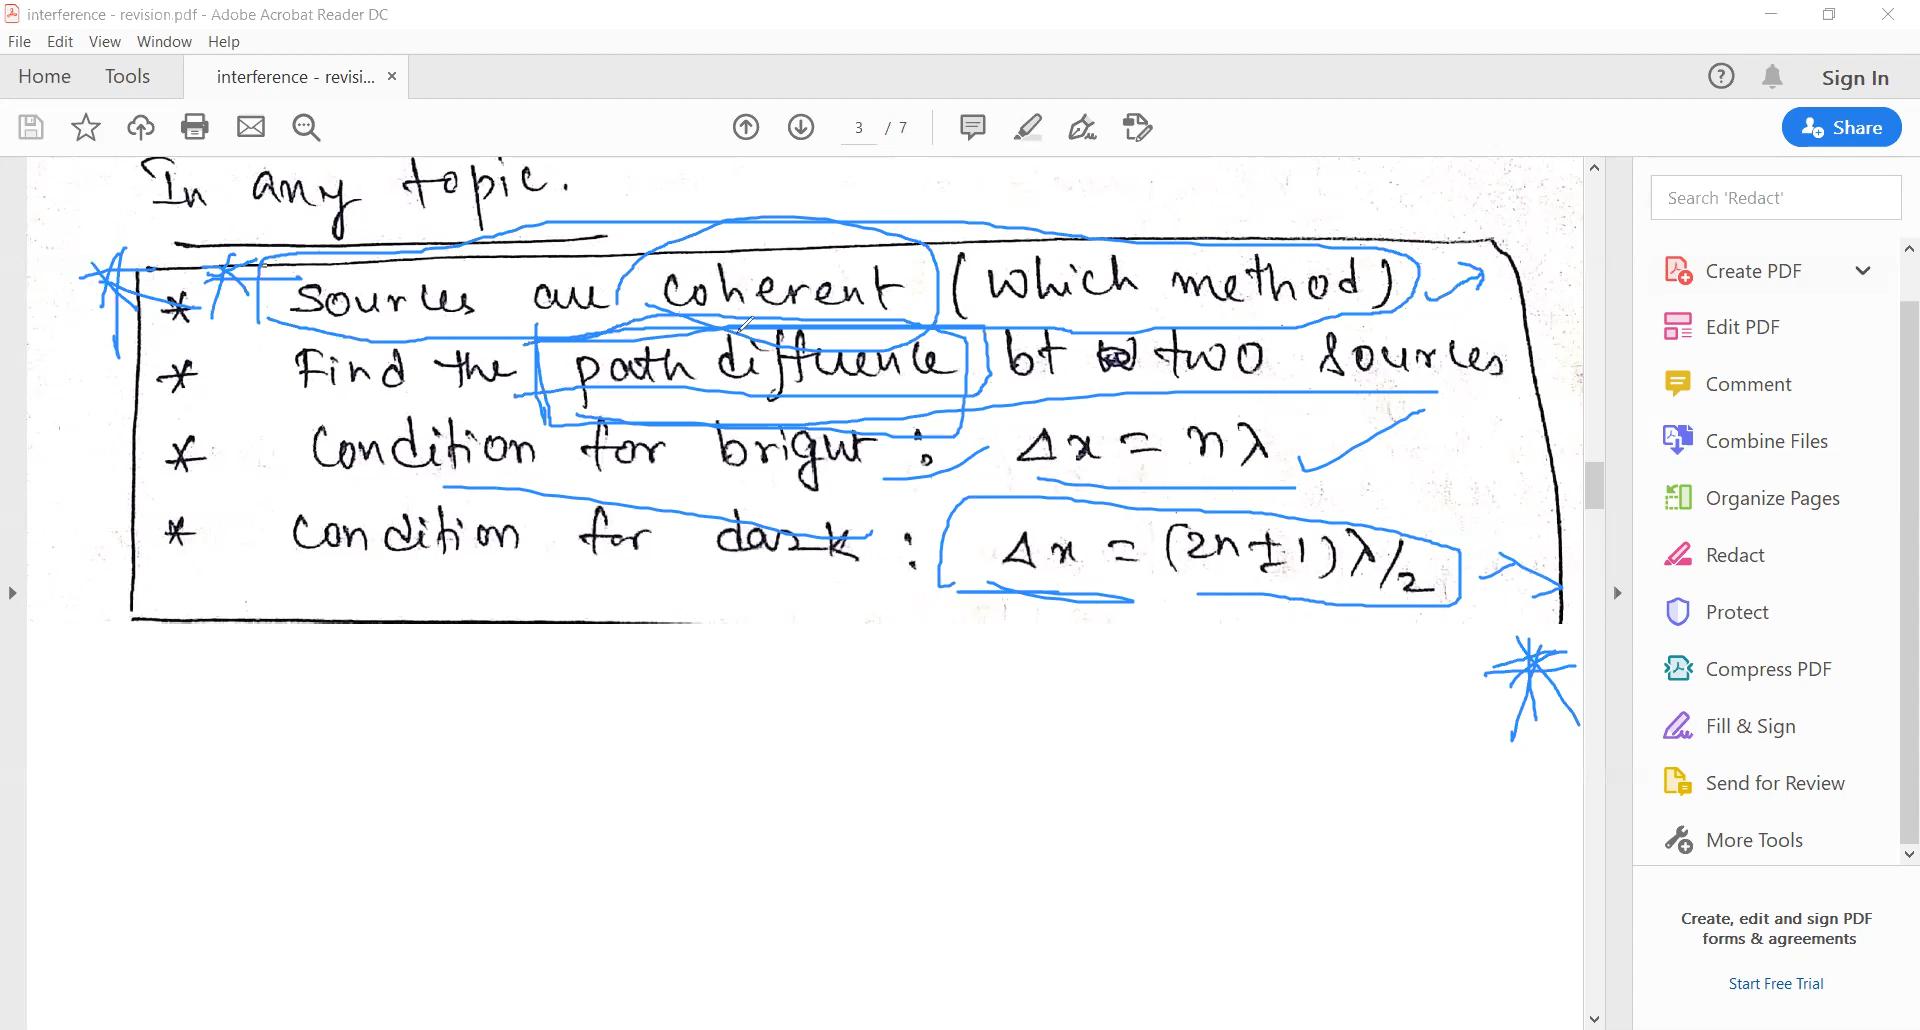 interference - revision.pdf - Adobe Acrobat Reader DC
File Edit View Window Help
Home Tools interference - revisi... × Sign In
3 / 7 Share
In any topic.
* Sources are coherent (which method)
* Find the path difference bt two sources
* Condition for bright : Δx = nλ
* Condition for dark : Δx = (2n±1)λ/2
Search 'Redact'
Create PDF
Edit PDF
Comment
Combine Files
Organize Pages
Redact
Protect
Compress PDF
Fill & Sign
Send for Review
More Tools
Create, edit and sign PDF
forms & agreements
Start Free Trial